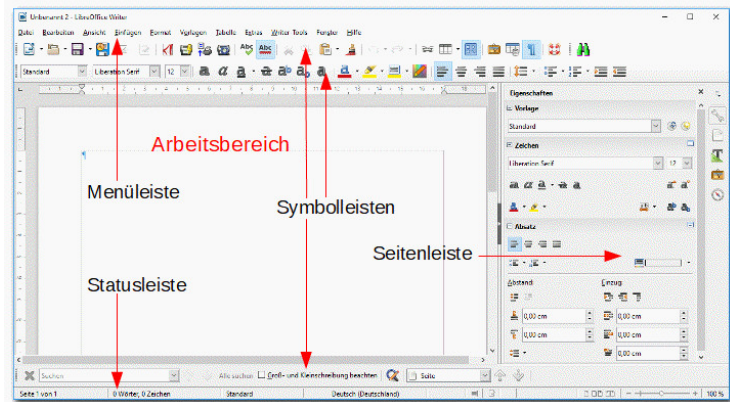 Unbenannt 2 - LibreOffice Writer
Datei Bearbeiten Ansicht Einfügen Format Vorlagen Tabelle Extras Writer Tools Fenster Hilfe
Standard Liberation Serif 12
Eigenschaften
Vorlage
Standard
Zeichen
Liberation Serif 12
Arbeitsbereich
Menüleiste
Symbolleisten
Absatz
Seitenleiste
Statusleiste
Abstand: Einzug:
0,00 cm 0,00 cm
0,00 cm 0,00 cm
0,00 cm
Suchen Alle suchen Groß- und Kleinschreibung beachten Seite
Seite 1 von 1 0 Wörter, 0 Zeichen Standard Deutsch (Deutschland) 100%